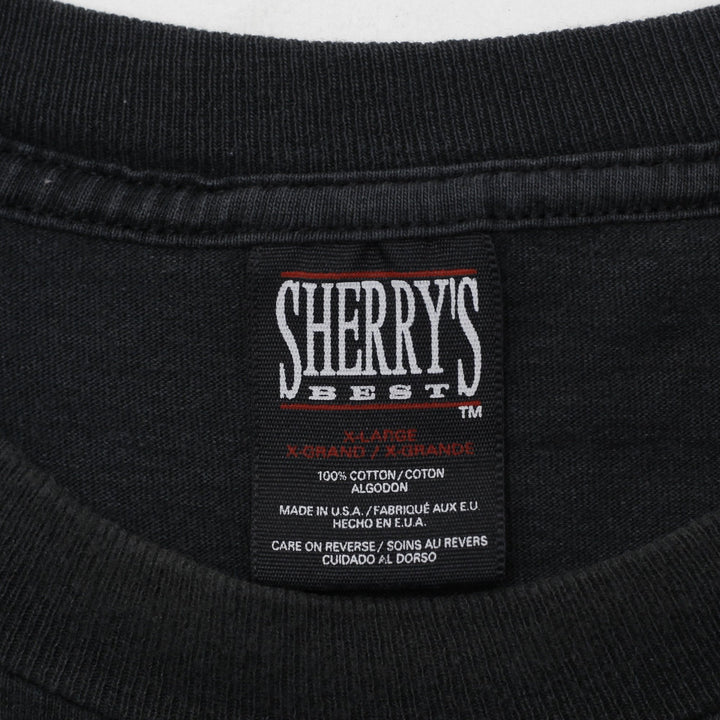 SHERRY'S
BEST
TM
X-LARGE
X-GRAND / X-GRANDE
100% COTTON / COTON
ALGODON
MADE IN U.S.A. / FABRIQUÉ AUX E.U.
HECHO EN E.U.A.
CARE ON REVERSE / SOINS AU REVERS
CUIDADO AL DORSO